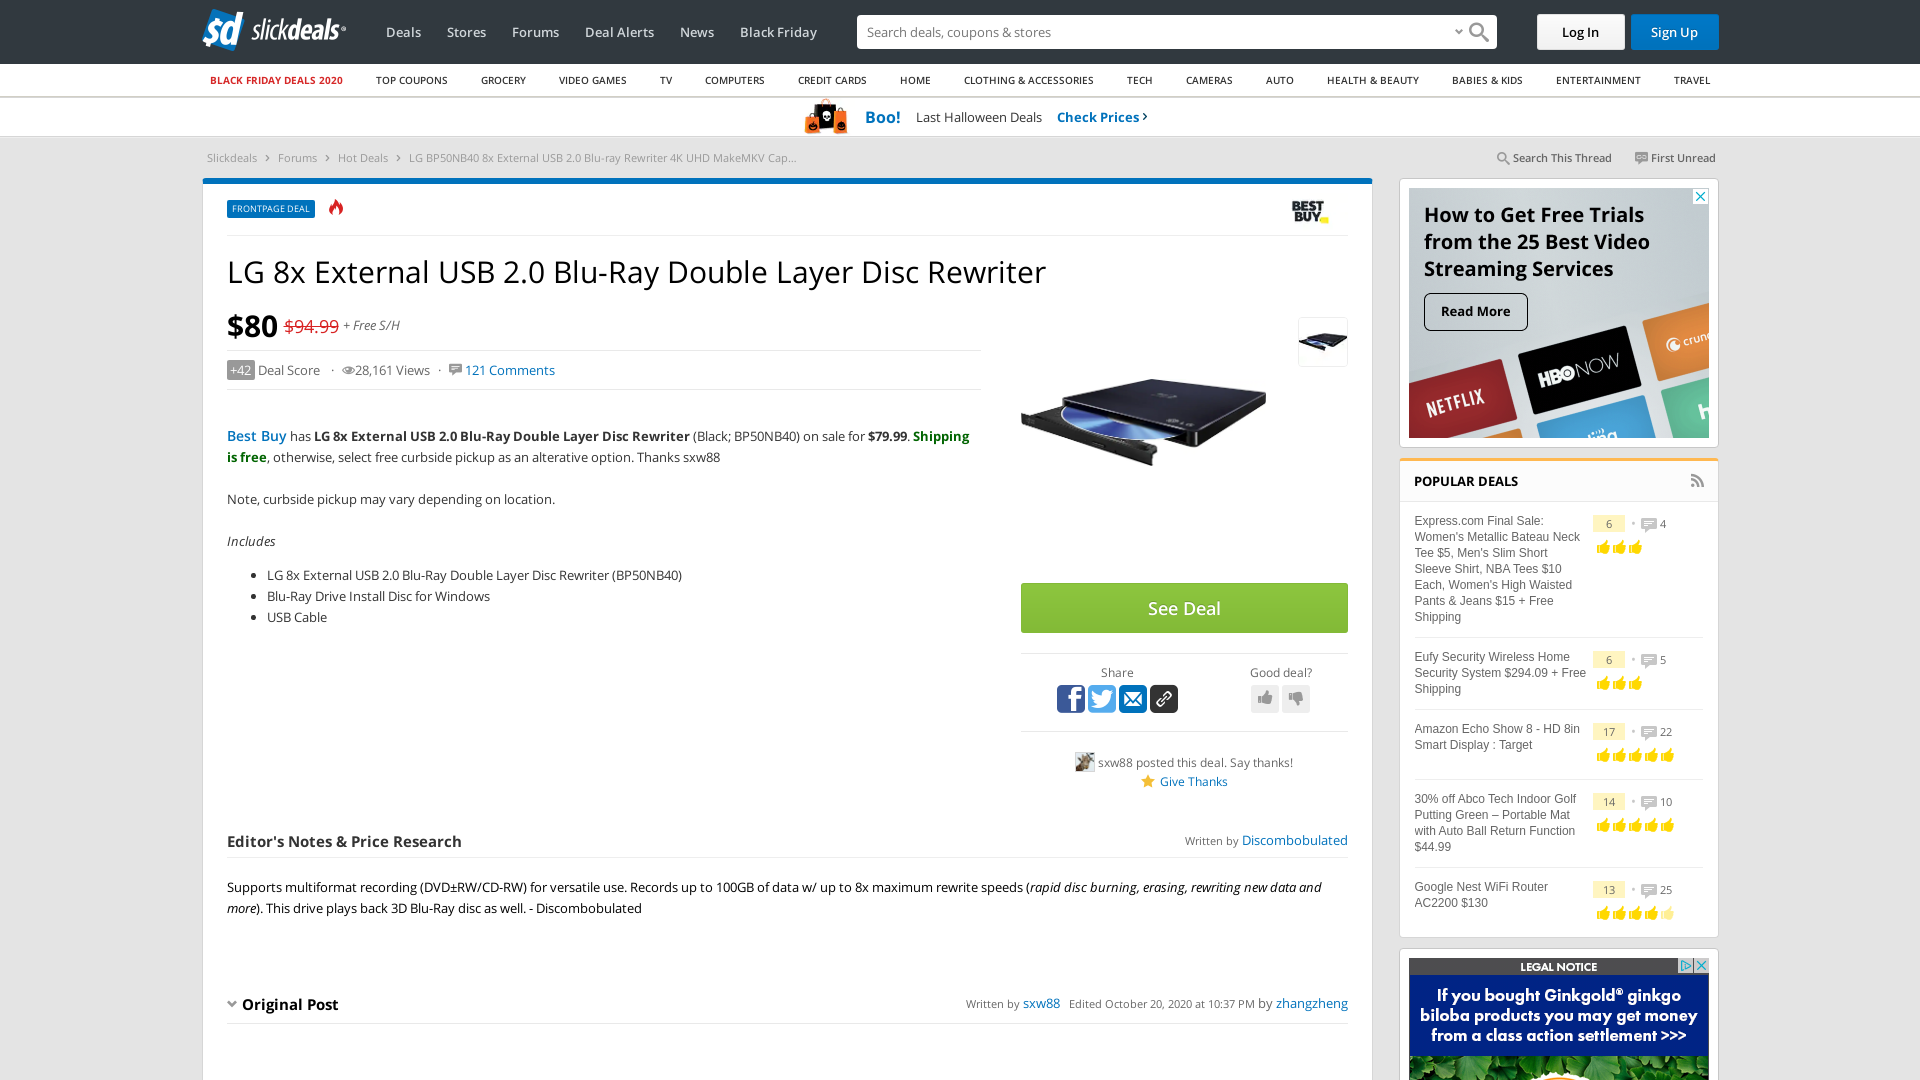 sd slickdeals
Deals Stores Forums Deal Alerts News Black Friday
Search deals, coupons & shopping
Log In Sign Up
BLACK FRIDAY DEALS 2020 TOP COUPONS GROCERY VIDEO GAMES TV COMPUTERS CREDIT CARDS HOME CLOTHING & ACCESSORIES TECH CAMERAS AUTO HEALTH & BEAUTY BABIES & KIDS ENTERTAINMENT TRAVEL
Boo! Last Halloween Deals Check Prices
Slickdeals Forums Hot Deals LG BP50NB40 8x External USB 2.0 Blu-ray Rewriter 4K UHD MakeMKV Cap...
Search This Thread First Unread
FRONTPAGE DEAL
BEST BUY
LG 8x External USB 2.0 Blu-Ray Double Layer Disc Rewriter
$80 $94.99 + Free S/H
+42 Deal Score · 28,161 Views · 121 Comments
Best Buy has LG 8x External USB 2.0 Blu-Ray Double Layer Disc Rewriter (Black; BP50NB40) on sale for $79.99. Shipping
is free, otherwise, select free curbside pickup as an alterative option. Thanks sxw88
Note, curbside pickup may vary depending on location.
Includes
LG 8x External USB 2.0 Blu-Ray Double Layer Disc Rewriter (BP50NB40)
Blu-Ray Drive Install Disc for Windows
USB Cable
See Deal
Share
Good deal?
sxw88 posted this deal. Say thanks!
Give Thanks
Editor's Notes & Price Research
Written by Discombobulated
Supports multiformat recording (DVD±RW/CD-RW) for versatile use. Records up to 100GB of data w/ up to 8x maximum rewrite speeds (rapid disc burning, erasing, rewriting new data and
more). This drive plays back 3D Blu-Ray disc as well. - Discombobulated
Original Post
Written by sxw88 Edited October 20, 2020 at 10:37 PM by zhangzheng
How to Get Free Trials
from the 25 Best Video
Streaming Services
Read More
NETFLIX
HBO NOW
crunc
POPULAR DEALS
Express.com Final Sale:
Women's Metallic Bateau Neck
Tee $5, Men's Slim Short
Sleeve Shirt, NBA Tees $10
Each, Women's High Waisted
Pants & Jeans $15 + Free
Shipping
6 4
Eufy Security Wireless Home
Security System $294.09 + Free
Shipping
6 5
Amazon Echo Show 8 - HD 8in
Smart Display : Target
17 22
30% off Abco Tech Indoor Golf
Putting Green – Portable Mat
with Auto Ball Return Function
$44.99
14 10
Google Nest WiFi Router
AC2200 $130
13 25
LEGAL NOTICE
If you bought Ginkgold® ginkgo
biloba products you may get money
from a class action settlement >>>